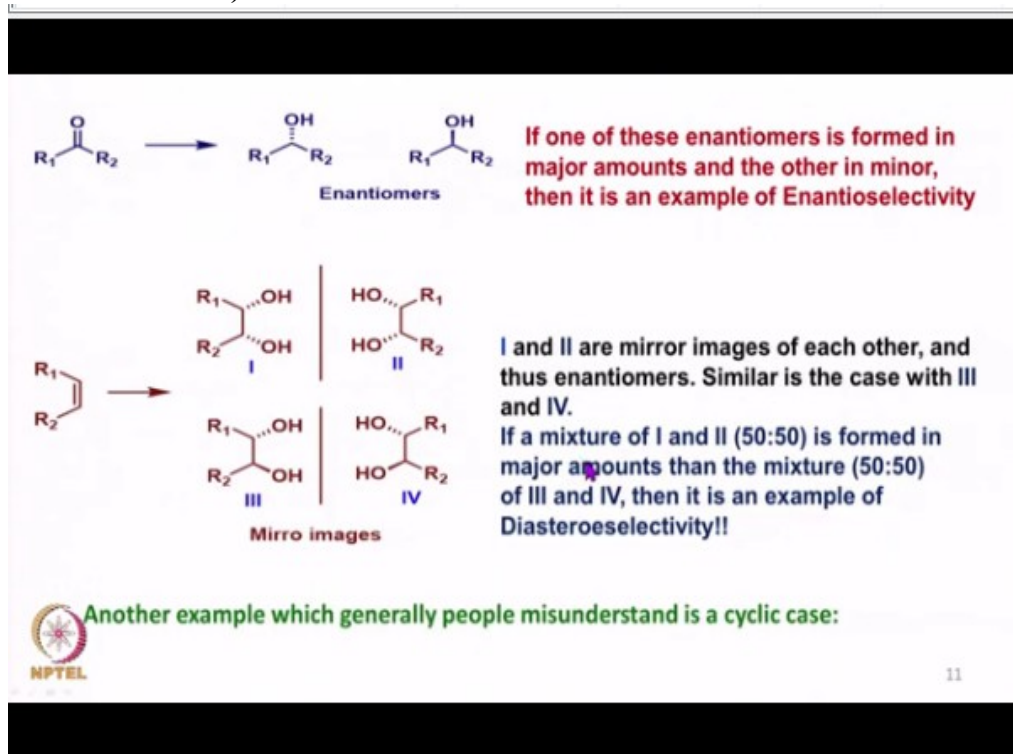 O
R1 R2
OH
R1 R2
OH
R1 R2
Enantiomers
If one of these enantiomers is formed in
major amounts and the other in minor,
then it is an example of Enantioselectivity
R1
R2
R1 OH
R2 OH
I
HO R1
HO R2
II
R1 OH
R2 OH
III
HO R1
HO R2
IV
Mirro images
I and II are mirror images of each other, and
thus enantiomers. Similar is the case with III
and IV.
If a mixture of I and II (50:50) is formed in
major amounts than the mixture (50:50)
of III and IV, then it is an example of
Diasteroeselectivity!!
Another example which generally people misunderstand is a cyclic case:
NPTEL
11